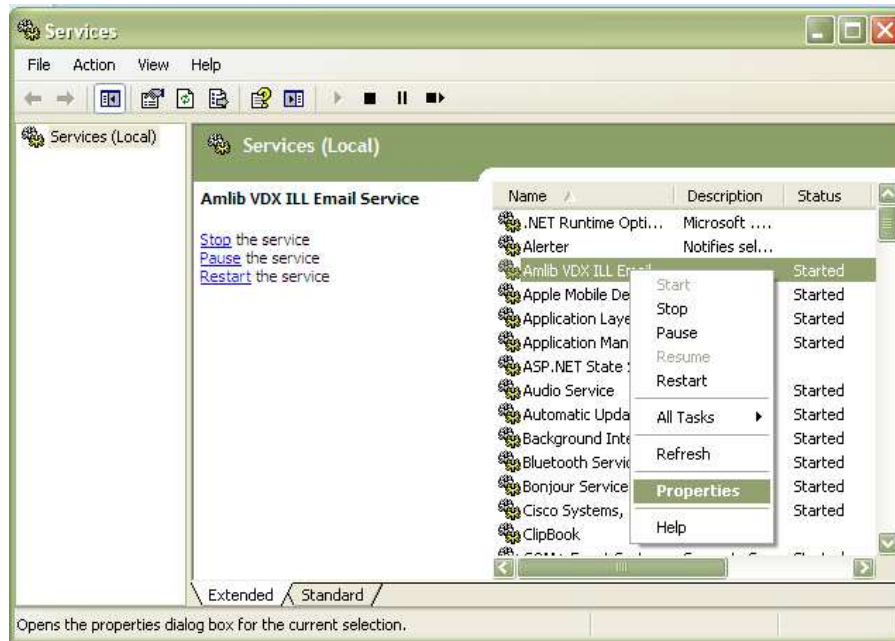 Services
File Action View Help
Services (Local)
Services (Local)
Amlib VDX ILL Email Service
Stop the service
Pause the service
Restart the service
Name Description Status
.NET Runtime Opti... Microsoft ....
Alerter Notifies sel...
Amlib VDX ILL Email Started
Apple Mobile De Started
Application Laye Started
Application Man Started
ASP.NET State
Audio Service Started
Automatic Upda Started
Background Inte Started
Bluetooth Servic Started
Bonjour Service Started
Cisco Systems, Started
ClipBook
Start
Stop
Pause
Resume
Restart
All Tasks
Refresh
Properties
Help
Extended Standard
Opens the properties dialog box for the current selection.